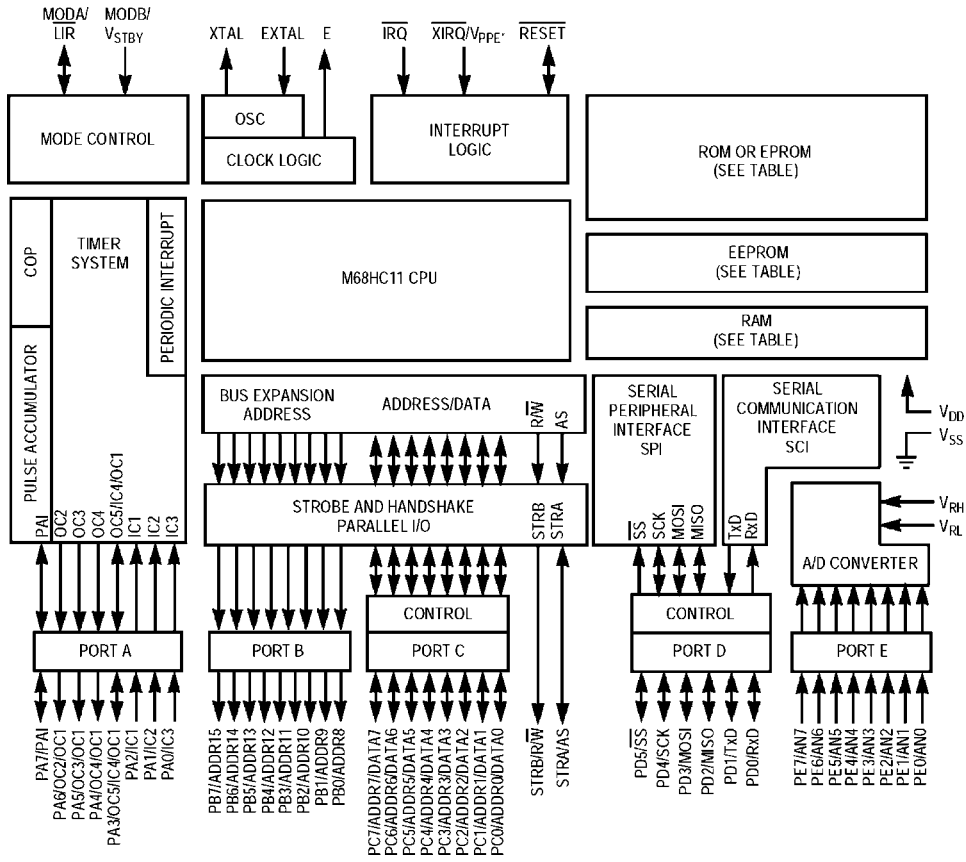 MODA/
LIR
MODB/
VSTBY
XTAL
EXTAL
E
IRQ
XIRQ/VPPE*
RESET
MODE CONTROL
OSC
CLOCK LOGIC
INTERRUPT
LOGIC
ROM OR EPROM
(SEE TABLE)
COP
TIMER
SYSTEM
PERIODIC INTERRUPT
M68HC11 CPU
EEPROM
(SEE TABLE)
RAM
(SEE TABLE)
PULSE ACCUMULATOR
PAI
OC2
OC3
OC4
OC5/IC4/OC1
IC1
IC2
IC3
BUS EXPANSION
ADDRESS
ADDRESS/DATA
R/W
AS
STROBE AND HANDSHAKE
PARALLEL I/O
STRB
STRA
SERIAL
PERIPHERAL
INTERFACE
SPI
SS
SCK
MOSI
MISO
SERIAL
COMMUNICATION
INTERFACE
SCI
TxD
RxD
VDD
VSS
VRH
VRL
A/D CONVERTER
CONTROL
CONTROL
PORT A
PORT B
PORT C
PORT D
PORT E
PA7/PAI
PA6/OC2/OC1
PA5/OC3/OC1
PA4/OC4/OC1
PA3/OC5/IC4/OC1
PA2/IC1
PA1/IC2
PA0/IC3
PB7/ADDR15
PB6/ADDR14
PB5/ADDR13
PB4/ADDR12
PB3/ADDR11
PB2/ADDR10
PB1/ADDR9
PB0/ADDR8
PC7/ADDR7/DATA7
PC6/ADDR6/DATA6
PC5/ADDR5/DATA5
PC4/ADDR4/DATA4
PC3/ADDR3/DATA3
PC2/ADDR2/DATA2
PC1/ADDR1/DATA1
PC0/ADDR0/DATA0
STRB/R/W
STRA/AS
PD5/SS
PD4/SCK
PD3/MOSI
PD2/MISO
PD1/TxD
PD0/RxD
PE7/AN7
PE6/AN6
PE5/AN5
PE4/AN4
PE3/AN3
PE2/AN2
PE1/AN1
PE0/AN0